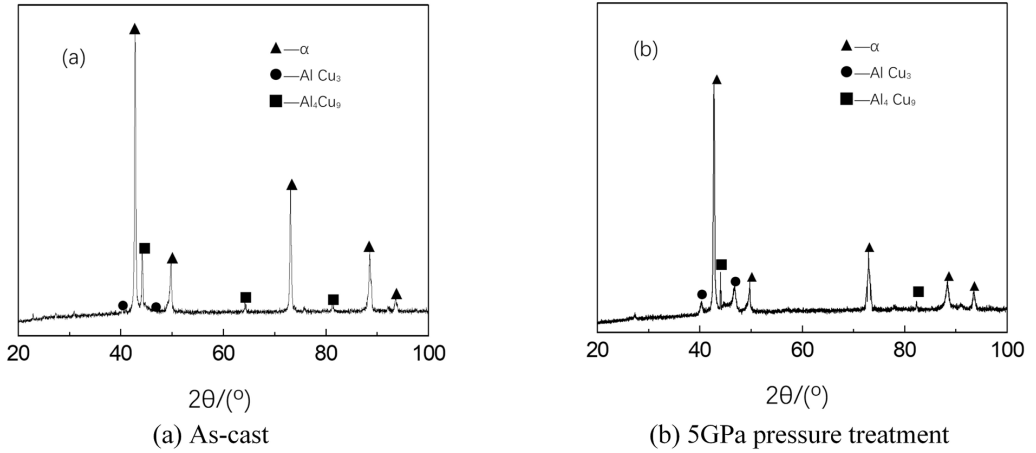 (a)
▲—α
●—Al Cu₃
■—Al₄Cu₉
20 40 60 80 100
2θ/(°)
(a) As-cast
(b)
▲—α
●—Al Cu₃
■—Al₄ Cu₉
20 40 60 80 100
2θ/(°)
(b) 5GPa pressure treatment